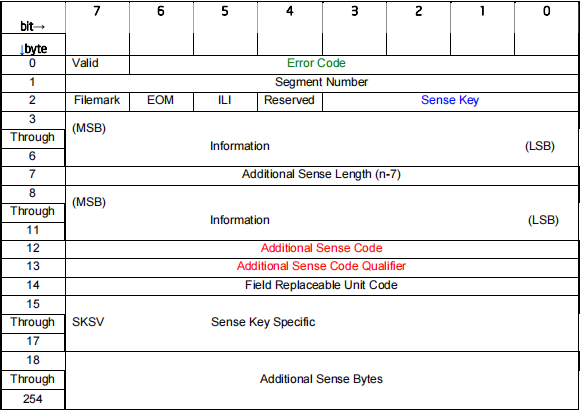 7 6 5 4 3 2 1 0
bit→
↓byte
0 Valid Error Code
1 Segment Number
2 Filemark EOM ILI Reserved Sense Key
3
Through (MSB)
6 Information (LSB)
7 Additional Sense Length (n-7)
8
Through (MSB)
11 Information (LSB)
12 Additional Sense Code
13 Additional Sense Code Qualifier
14 Field Replaceable Unit Code
15
Through SKSV Sense Key Specific
17
18
Through Additional Sense Bytes
254